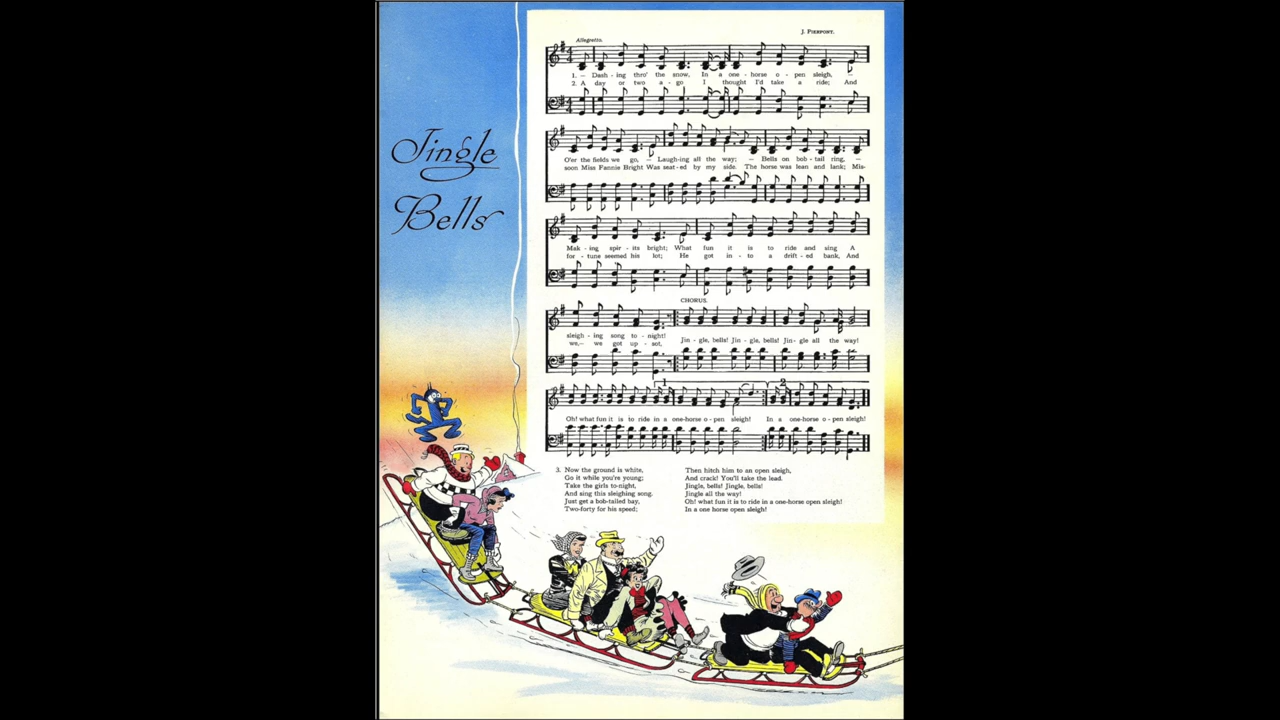 Jingle
Bells
J. PIERPONT.
Allegretto.
1. — Dash - ing thro' the snow, In a one - horse o - pen sleigh, —
2. A day or two a - go I thought I'd take a ride; And
O'er the fields we go, — Laugh-ing all the way; — Bells on bob - tail ring, —
soon Miss Fannie Bright Was seat-ed by my side. The horse was lean and lank; Mis-
Mak - ing spir - its bright; What fun it is to ride and sing A
for - tune seemed his lot; He got in - to a drift - ed bank, And
CHORUS.
sleigh - ing song to - night!
we,— we got up - sot,
Jin - gle, bells! Jin - gle, bells! Jin - gle all the way!
1
2
Oh! what fun it is to ride in a one-horse o - pen sleigh! In a one-horse o - pen sleigh!
3. Now the ground is white,
Go it while you're young;
Take the girls to-night,
And sing this sleighing song.
Just get a bob-tailed bay,
Two-forty for his speed;
Then hitch him to an open sleigh,
And crack! You'll take the lead.
Jingle, bells! Jingle, bells!
Jingle all the way!
Oh! what fun it is to ride in a one-horse open sleigh!
In a one horse open sleigh!